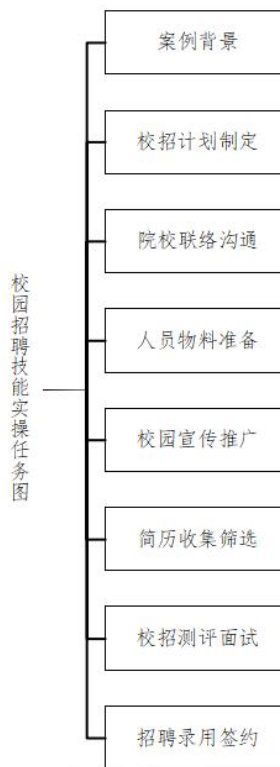 校园招聘技能实操任务图
案例背景
校招计划制定
院校联络沟通
人员物料准备
校园宣传推广
简历收集筛选
校招测评面试
招聘录用签约